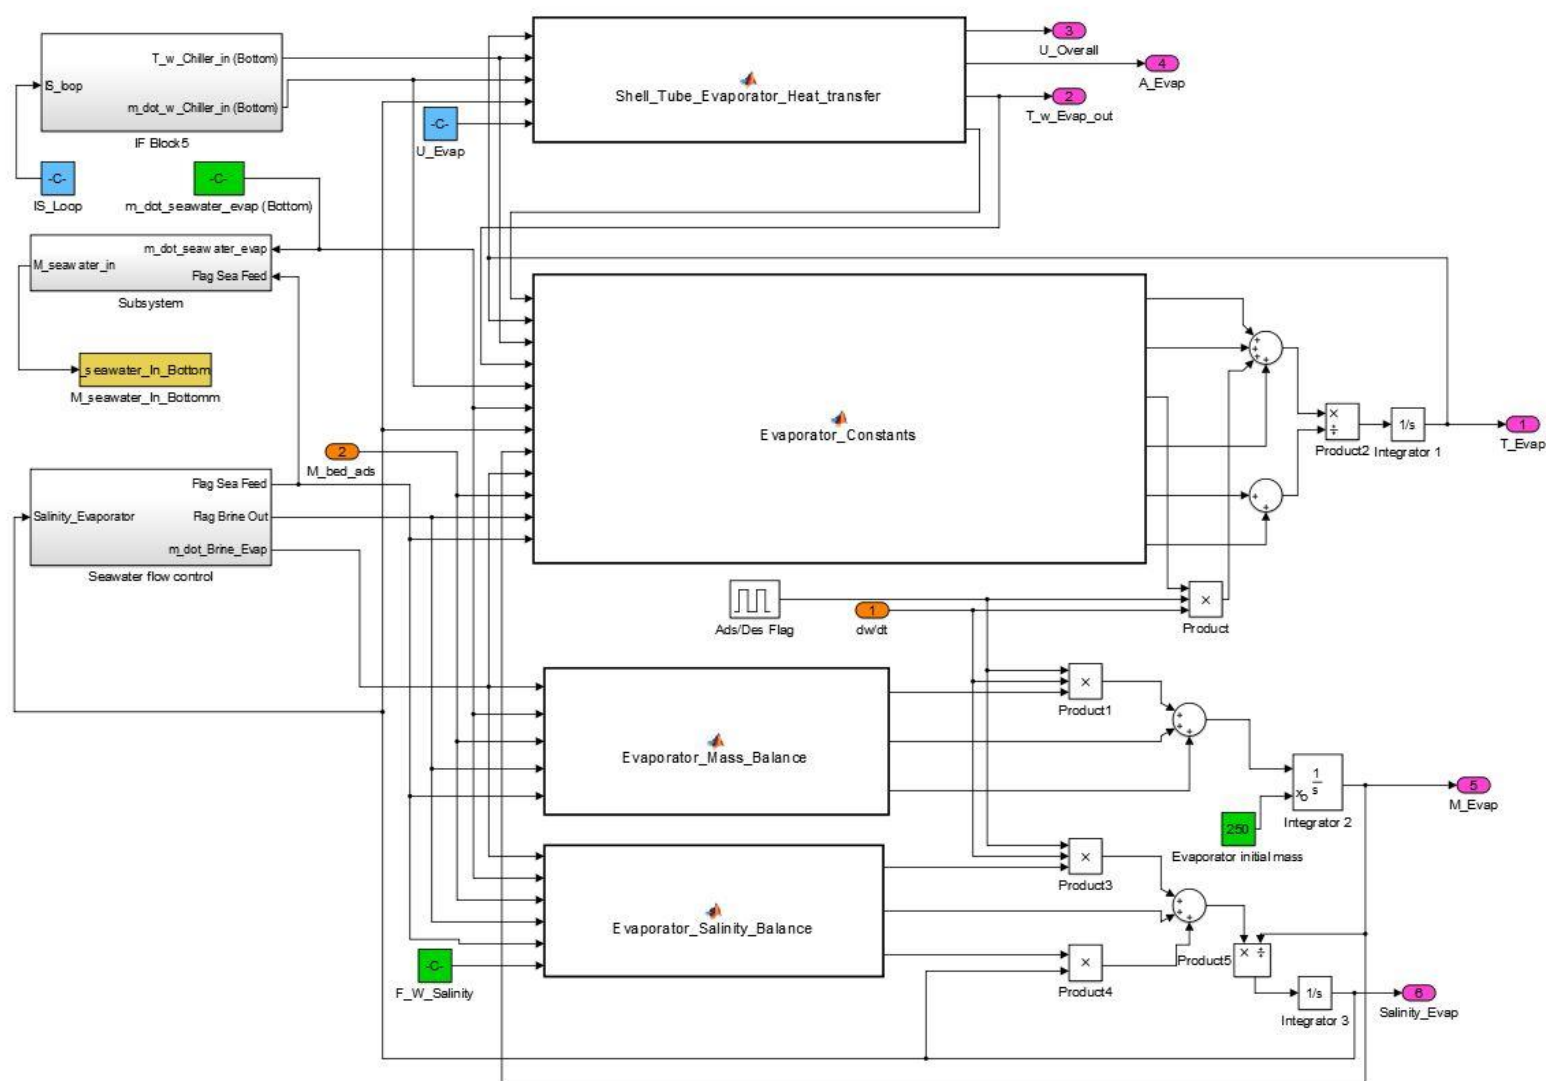 T_w_Chiller_in (Bottom)
IS_loop
m_dot_w_Chiller_in (Bottom)
IF Block5
-C-
IS_Loop
-C-
m_dot_seawater_evap (Bottom)
-C-
U_Evap
Shell_Tube_Evaporator_Heat_transfer
3
U_Overall
4
A_Evap
2
T_w_Evap_out
m_dot_seawater_evap
M_seawater_in
Flag Sea Feed
Subsystem
_seawater_In_Bottom
M_seawater_In_Bottomm
2
M_bed_ads
Evaporator_Constants
+
+
+
+
+
+
×
÷
Product2
1/s
Integrator 1
1
T_Evap
Flag Sea Feed
Salinity_Evaporator
Flag Brine Out
m_dot_Brine_Evap
Seawater flow control
Ads/Des Flag
1
dw/dt
×
Product
Evaporator_Mass_Balance
×
Product1
+
+
+
1
s
xo
Integrator 2
250
Evaporator initial mass
5
M_Evap
Evaporator_Salinity_Balance
×
Product3
+
+
+
×
Product4
Product5
× ÷
1/s
Integrator 3
6
Salinity_Evap
-C-
F_W_Salinity